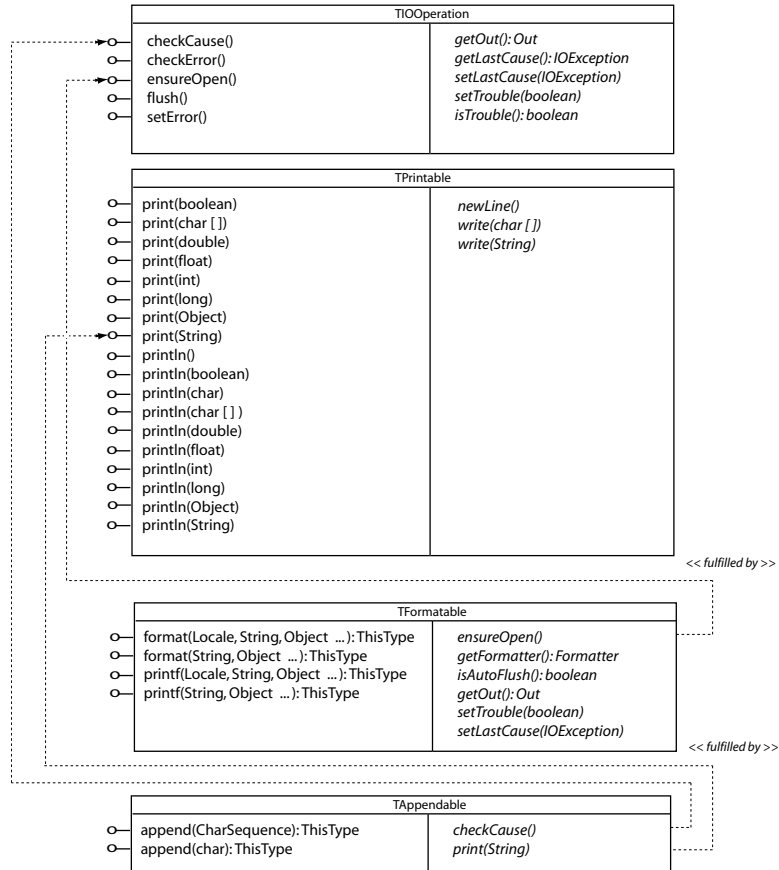 TIOOperation
checkCause()
checkError()
ensureOpen()
flush()
setError()
getOut(): Out
getLastCause(): IOException
setLastCause(IOException)
setTrouble(boolean)
isTrouble(): boolean
TPrintable
print(boolean)
print(char [ ])
print(double)
print(float)
print(int)
print(long)
print(Object)
print(String)
println()
println(boolean)
println(char)
println(char [ ] )
println(double)
println(float)
println(int)
println(long)
println(Object)
println(String)
newLine()
write(char [ ])
write(String)
<< fulfilled by >>
TFormatable
format(Locale, String, Object ...): ThisType
format(String, Object ...): ThisType
printf(Locale, String, Object ...): ThisType
printf(String, Object ...): ThisType
ensureOpen()
getFormatter(): Formatter
isAutoFlush(): boolean
getOut(): Out
setTrouble(boolean)
setLastCause(IOException)
<< fulfilled by >>
TAppendable
append(CharSequence): ThisType
append(char): ThisType
checkCause()
print(String)